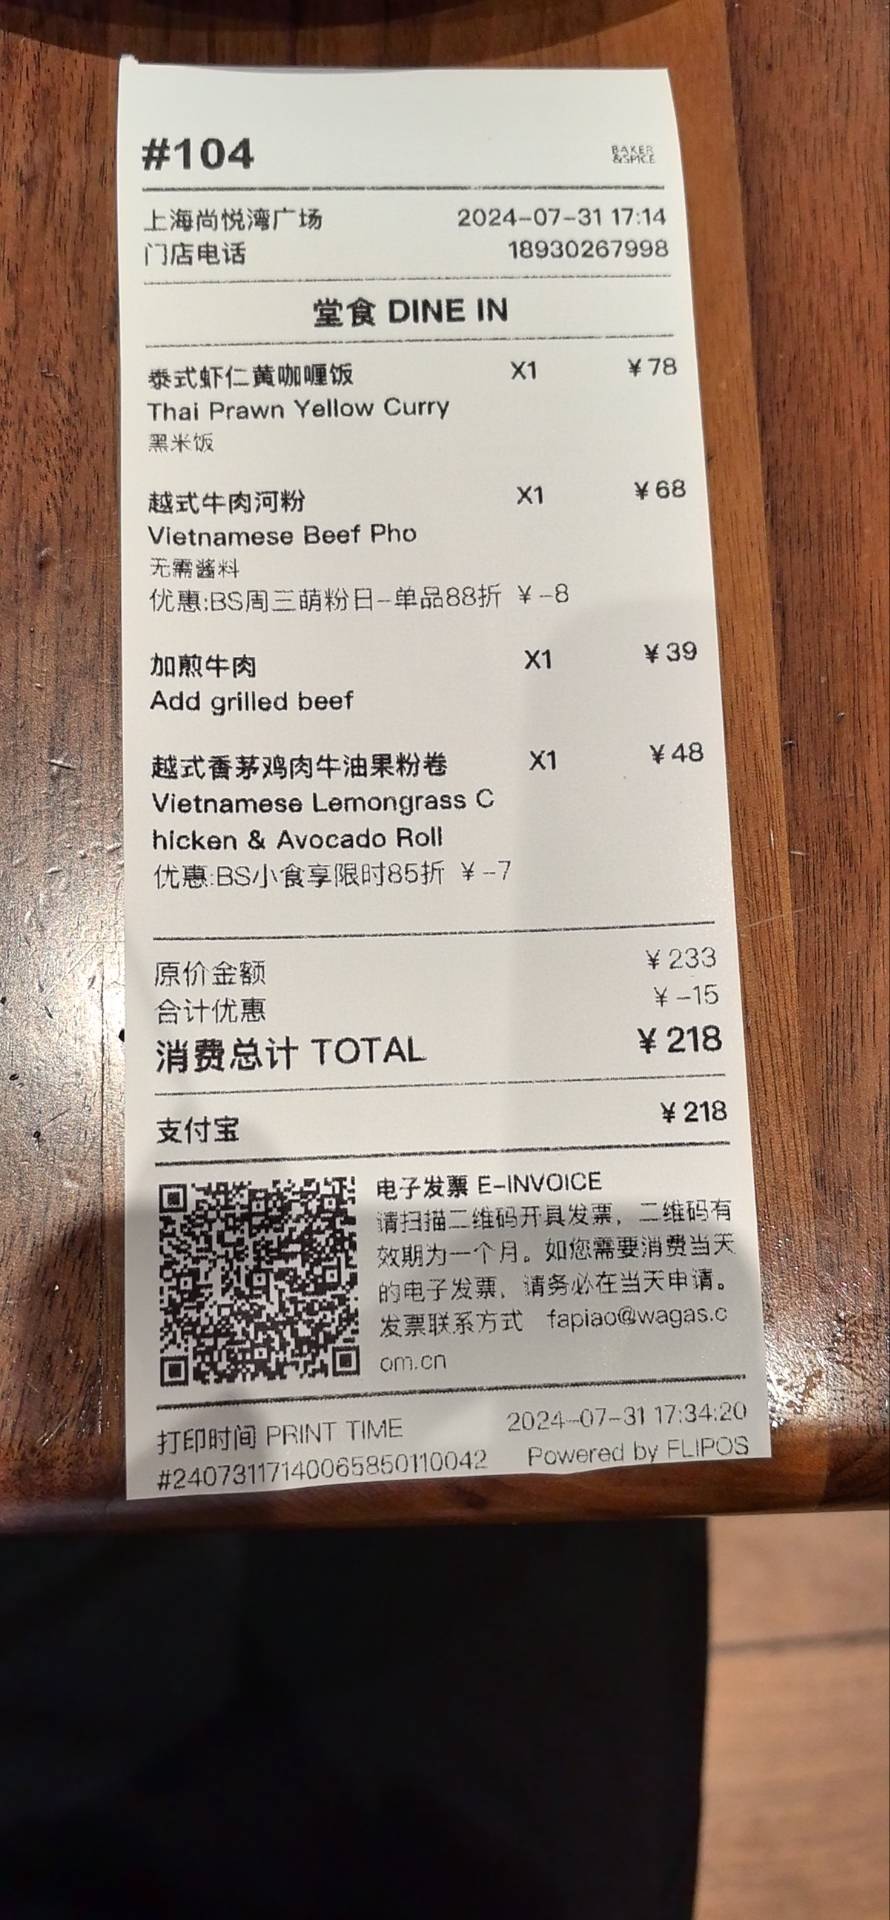 #104
BAKER
&SPICE
上海尚悦湾广场 2024-07-31 17:14
门店电话 18930267998
堂食 DINE IN
泰式虾仁黄咖喱饭 X1 ¥78
Thai Prawn Yellow Curry
黑米饭
越式牛肉河粉 X1 ¥68
Vietnamese Beef Pho
无需酱料
优惠:BS周三萌粉日-单品88折 ¥-8
加煎牛肉 X1 ¥39
Add grilled beef
越式香茅鸡肉牛油果粉卷 X1 ¥48
Vietnamese Lemongrass C
hicken & Avocado Roll
优惠:BS小食享限时85折 ¥-7
原价金额 ¥233
合计优惠 ¥-15
消费总计 TOTAL ¥218
支付宝 ¥218
电子发票 E-INVOICE
请扫描二维码开具发票，二维码有
效期为一个月。如您需要消费当天
的电子发票，请务必在当天申请。
发票联系方式 fapiao@wagas.c
om.cn
打印时间 PRINT TIME 2024-07-31 17:34:20
#24073117140065850110042 Powered by FLIPOS